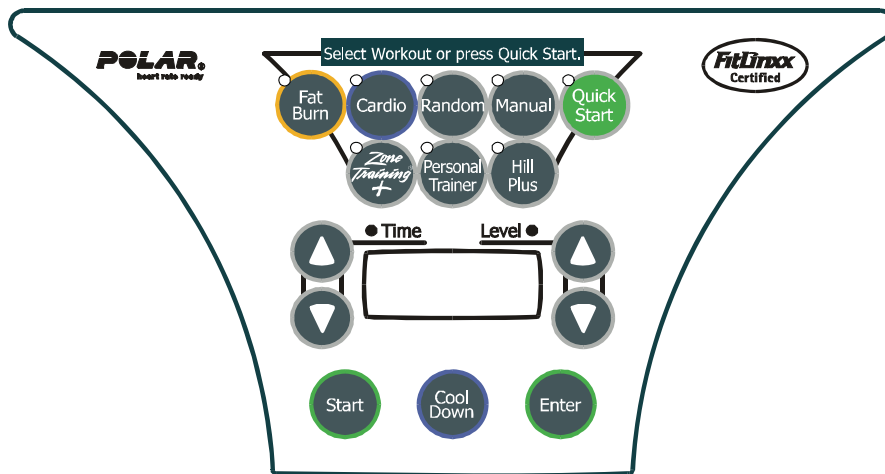 Select Workout or press Quick Start.
POLAR®
heart rate ready
FitLinxx
Certified
Fat
Burn
Cardio
Random
Manual
Quick
Start
Zone
Training
+
Personal
Trainer
Hill
Plus
Time
Level
Start
Cool
Down
Enter